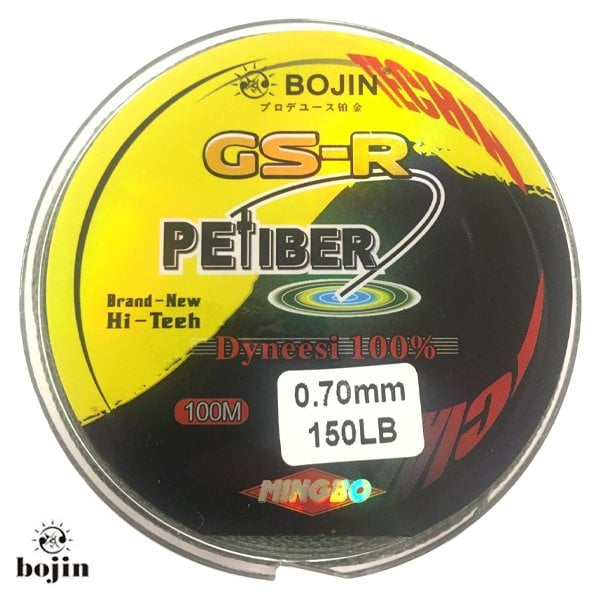 BOJIN®
プロデユース铂金
GS-R
PETIBER
Brand-New
Hi-Teeh
Dyneesi 100%
100M
0.70mm
150LB
MINGBO
bojin